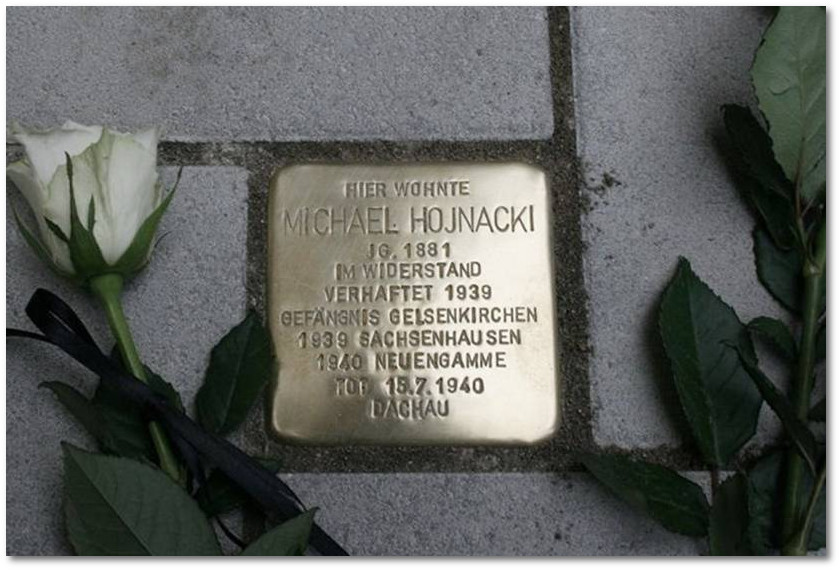 HIER WOHNTE
MICHAEL HOJNACKI
JG. 1881
IM WIDERSTAND
VERHAFTET 1939
GEFÄNGNIS GELSENKIRCHEN
1939 SACHSENHAUSEN
1940 NEUENGAMME
TOT 15.7.1940
DACHAU